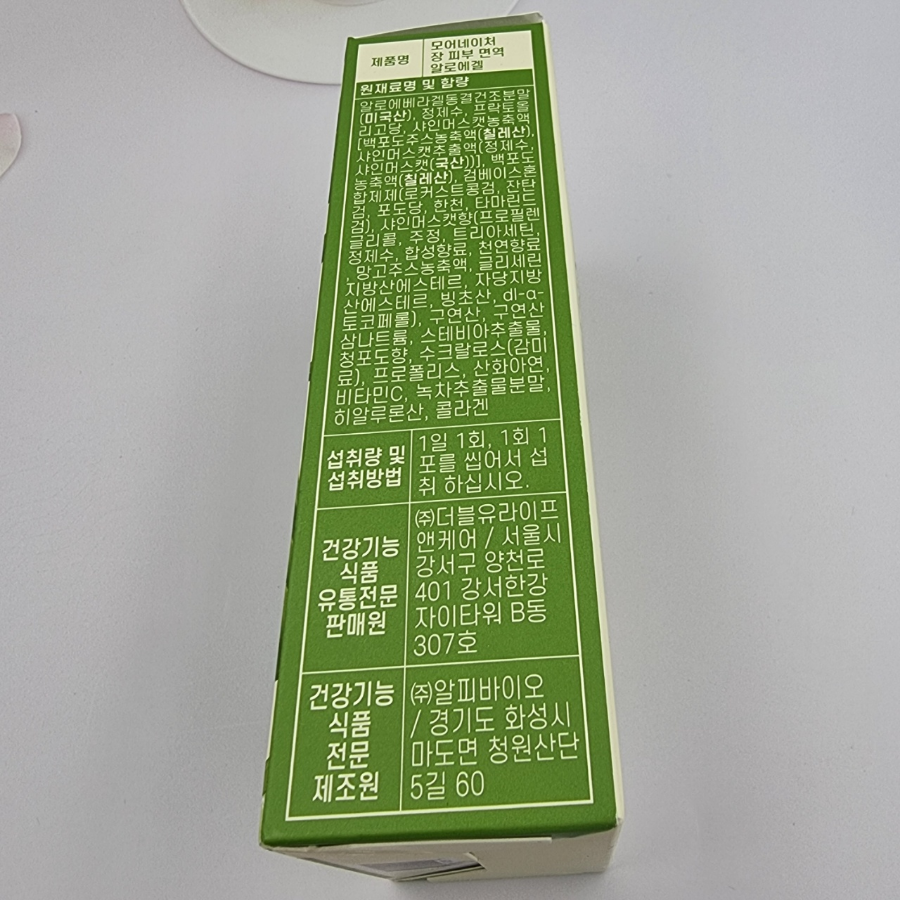 제품명
모어네이처
장 피부 면역
알로에겔
원재료명 및 함량
알로에베라겔동결건조분말
(미국산), 정제수, 프락토올
리고당, 샤인머스캣농축액
[백포도주스농축액(칠레산),
샤인머스캣추출액(정제수,
샤인머스캣(국산))], 백포도
농축액(칠레산), 검베이스혼
합제제(로커스트콩검, 잔탄
검, 포도당, 한천, 타마린드
검), 샤인머스캣향(프로필렌
글리콜, 주정, 트리아세틴,
정제수, 합성향료, 천연향료
, 망고주스농축액, 글리세린
지방산에스테르, 자당지방
산에스테르, 빙초산, dl-α-
토코페롤), 구연산, 구연산
삼나트륨, 스테비아추출물,
청포도향, 수크랄로스(감미
료), 프로폴리스, 산화아연,
비타민C, 녹차추출물분말,
히알루론산, 콜라겐
섭취량 및
섭취방법
1일 1회, 1회 1
포를 씹어서 섭
취 하십시오.
건강기능
식품
유통전문
판매원
㈜더블유라이프
앤케어 / 서울시
강서구 양천로
401 강서한강
자이타워 B동
307호
건강기능
식품
전문
제조원
㈜알피바이오
/ 경기도 화성시
마도면 청원산단
5길 60